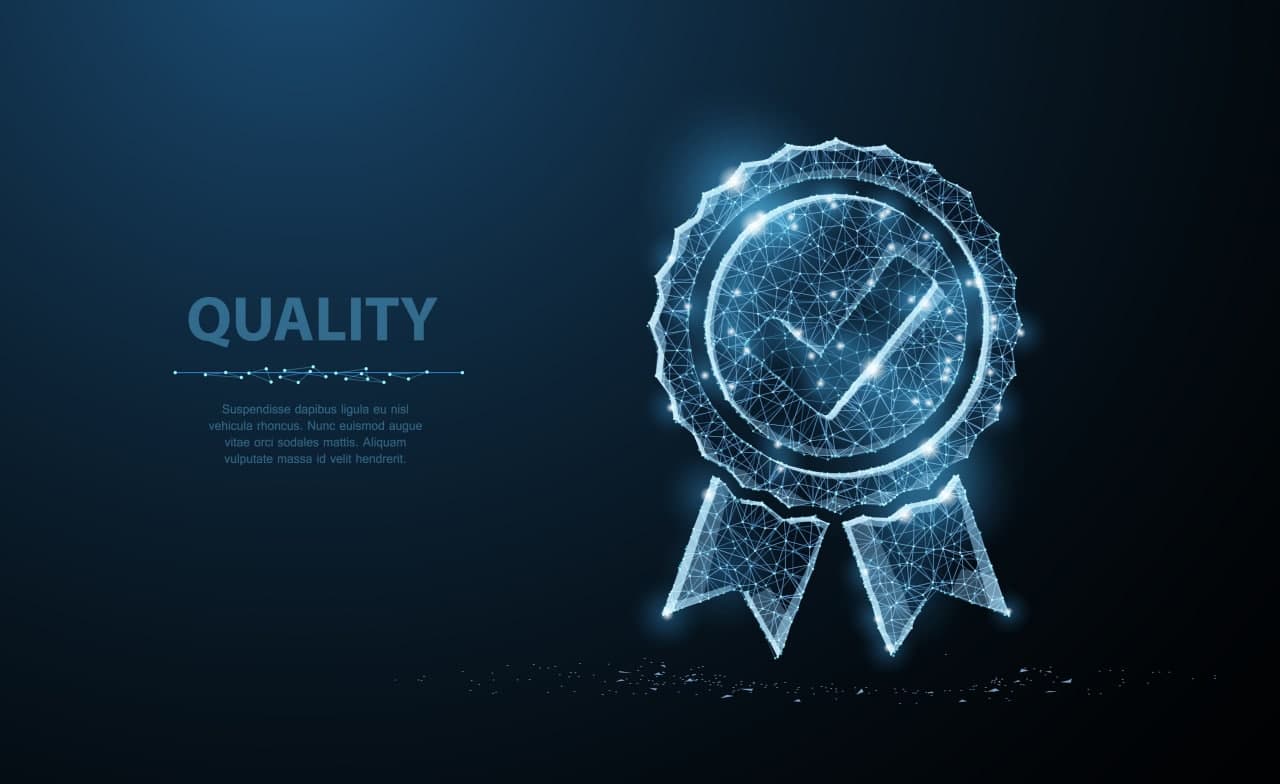 QUALITY
Suspendisse dapibus ligula eu nisl
vehicula rhoncus. Nunc euismod augue
vitae orci sodales mattis. Aliquam
vulputate massa id velit hendrerit.